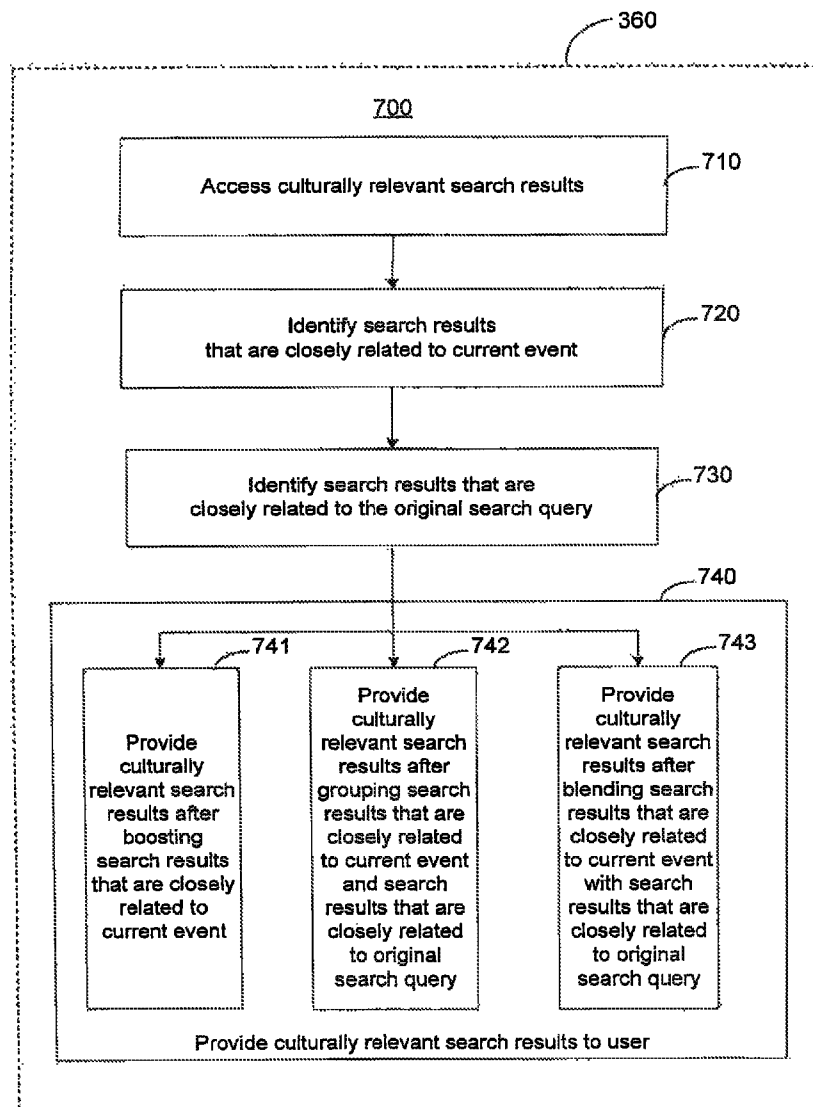 360
700
710
Access culturally relevant search results
720
Identify search results
that are closely related to current event
730
Identify search results that are
closely related to the original search query
740
741
Provide
culturally
relevant search
results after
boosting
search results
that are closely
related to
current event
742
Provide
culturally
relevant search
results after
grouping search
results that are
closely related
to current event
and search
results that are
closely related
to original
search query
743
Provide
culturally
relevant search
results after
blending search
results that are
closely related
to current event
with search
results that are
closely related
to original
search query
Provide culturally relevant search results to user